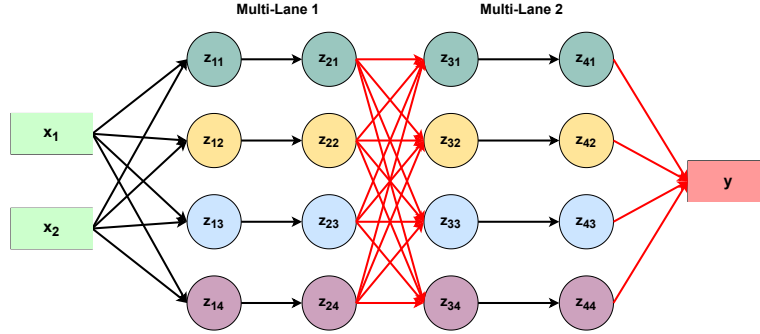 Multi-Lane 1 Multi-Lane 2
z₁₁ z₂₁ z₃₁ z₄₁
x₁
z₁₂ z₂₂ z₃₂ z₄₂
y
x₂
z₁₃ z₂₃ z₃₃ z₄₃
z₁₄ z₂₄ z₃₄ z₄₄